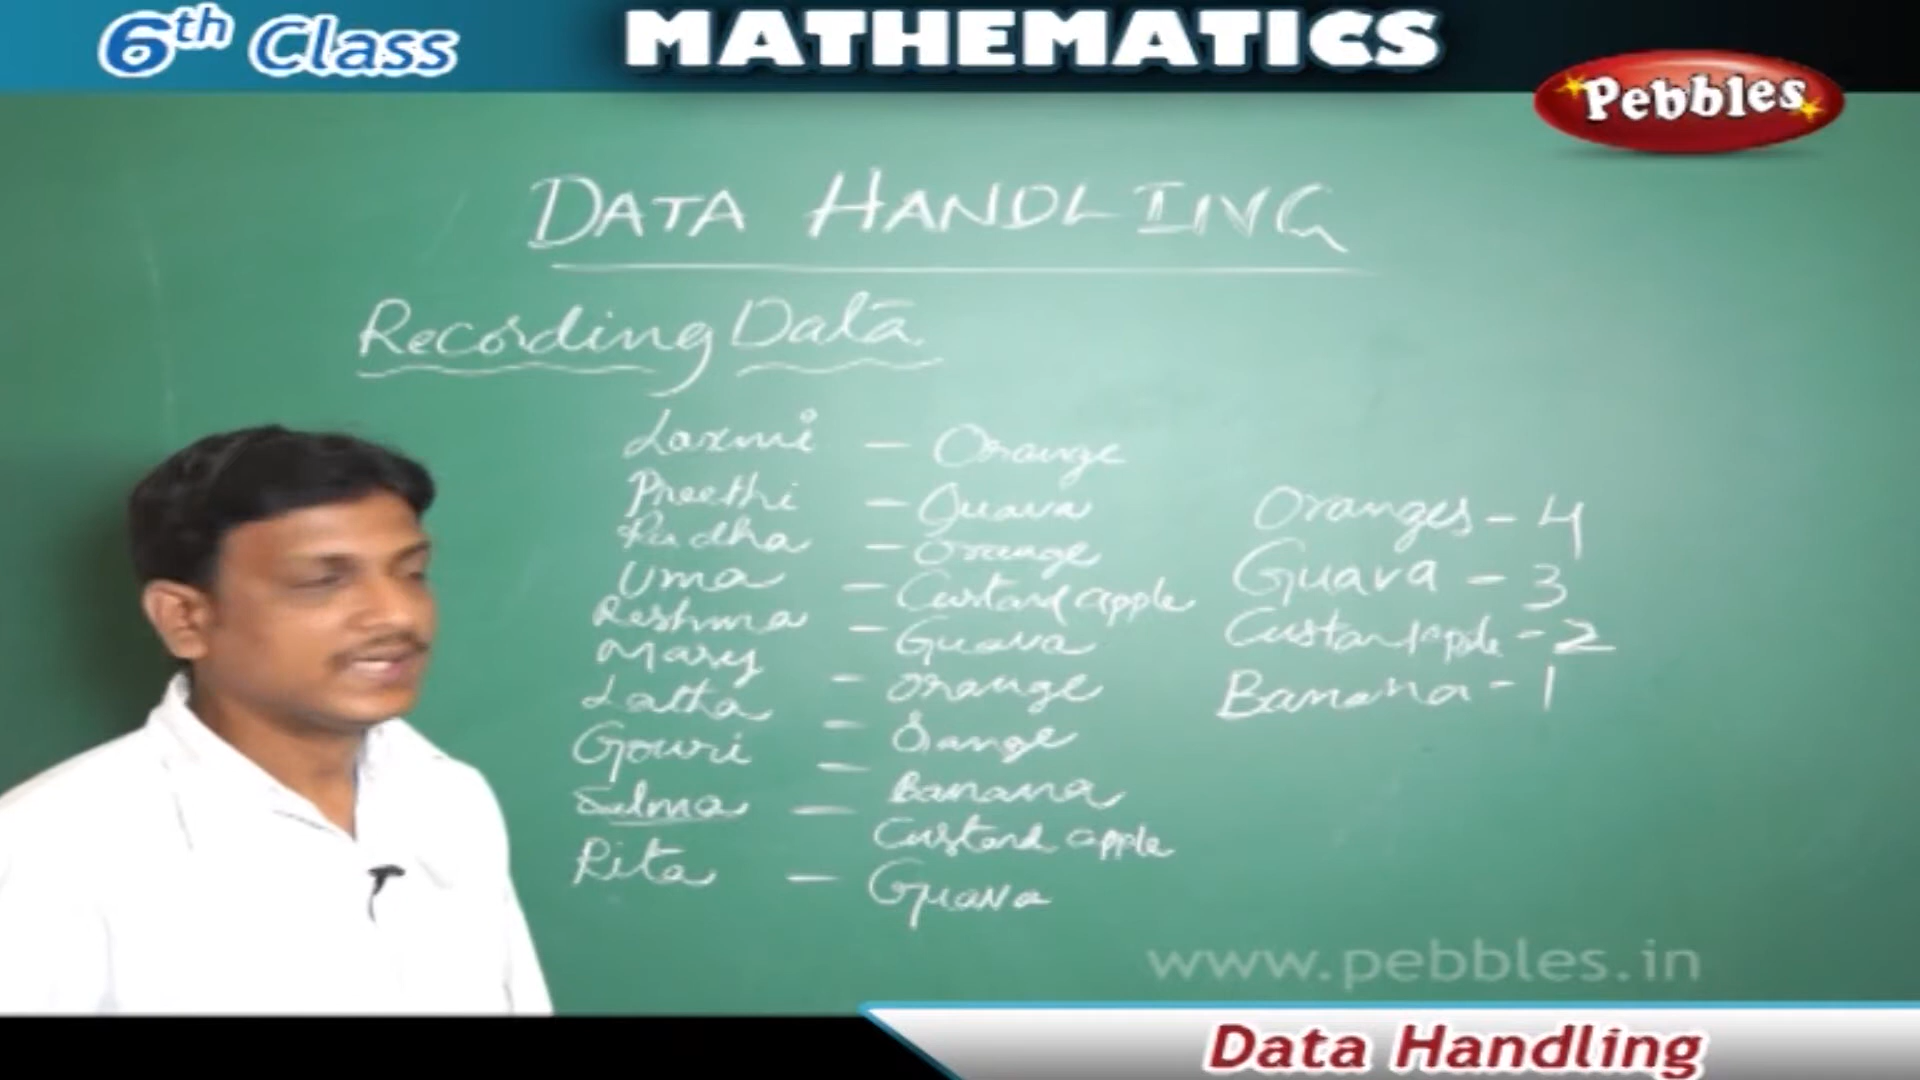 6th Class
MATHEMATICS
Pebbles
DATA HANDLING
Recording Data
Laxmi - Orange
Preethi - Guava
Radha - Orange
Uma - Custard apple
Reshma - Guava
Mary - Orange
Latha - Orange
Gouri - Banana
Salma - Custard apple
Rita - Guava
Oranges - 4
Guava - 3
Custard apple - 2
Banana - 1
www.pebbles.in
Data Handling